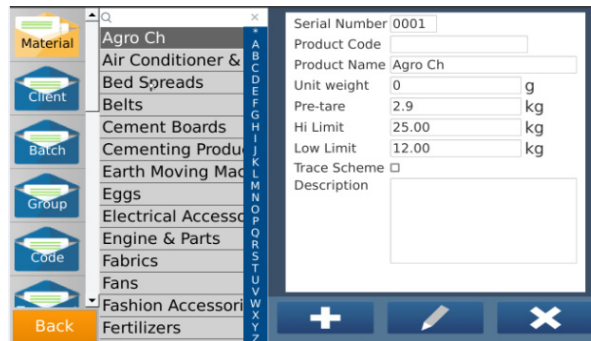 Material
Client
Batch
Group
Code
Back
Agro Ch
Air Conditioner &
Bed Spreads
Belts
Cement Boards
Cementing Produ
Earth Moving Mac
Eggs
Electrical Accesso
Engine & Parts
Fabrics
Fans
Fashion Accessori
Fertilizers
*
A
B
C
D
E
F
G
H
I
J
K
L
M
N
O
P
Q
R
S
T
U
V
W
X
Y
Z
Serial Number 0001
Product Code
Product Name Agro Ch
Unit weight 0 g
Pre-tare 2.9 kg
Hi Limit 25.00 kg
Low Limit 12.00 kg
Trace Scheme
Description